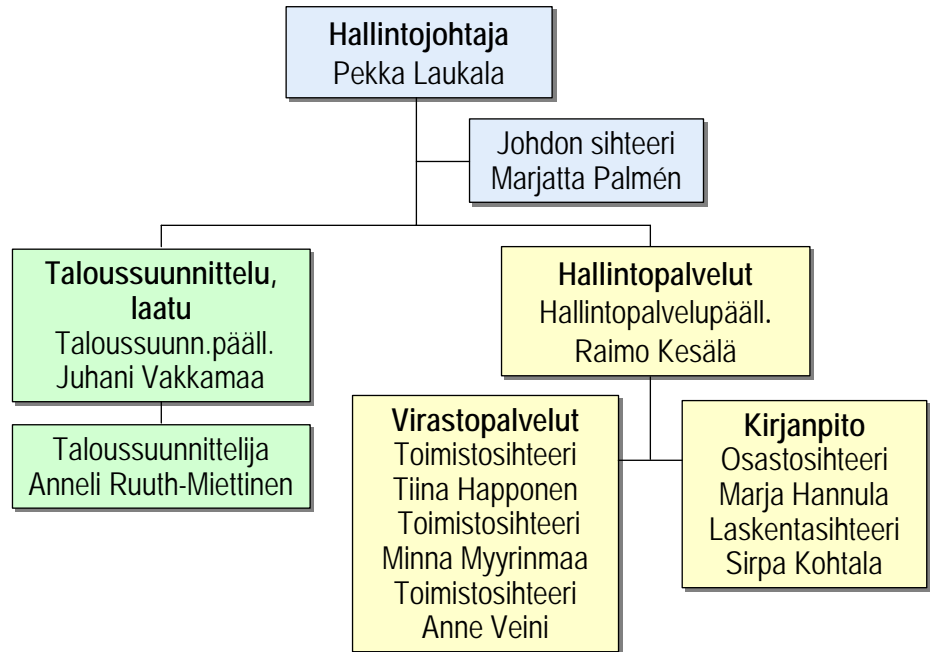 Hallintojohtaja
Pekka Laukala
Johdon sihteeri
Marjatta Palmén
Taloussuunnittelu,
laatu
Taloussuunn.pääll.
Juhani Vakkamaa
Taloussuunnittelija
Anneli Ruuth-Miettinen
Hallintopalvelut
Hallintopalvelupääll.
Raimo Kesälä
Virastopalvelut
Toimistosihteeri
Tiina Happonen
Toimistosihteeri
Minna Myyrinmaa
Toimistosihteeri
Anne Veini
Kirjanpito
Osastosihteeri
Marja Hannula
Laskentasihteeri
Sirpa Kohtala